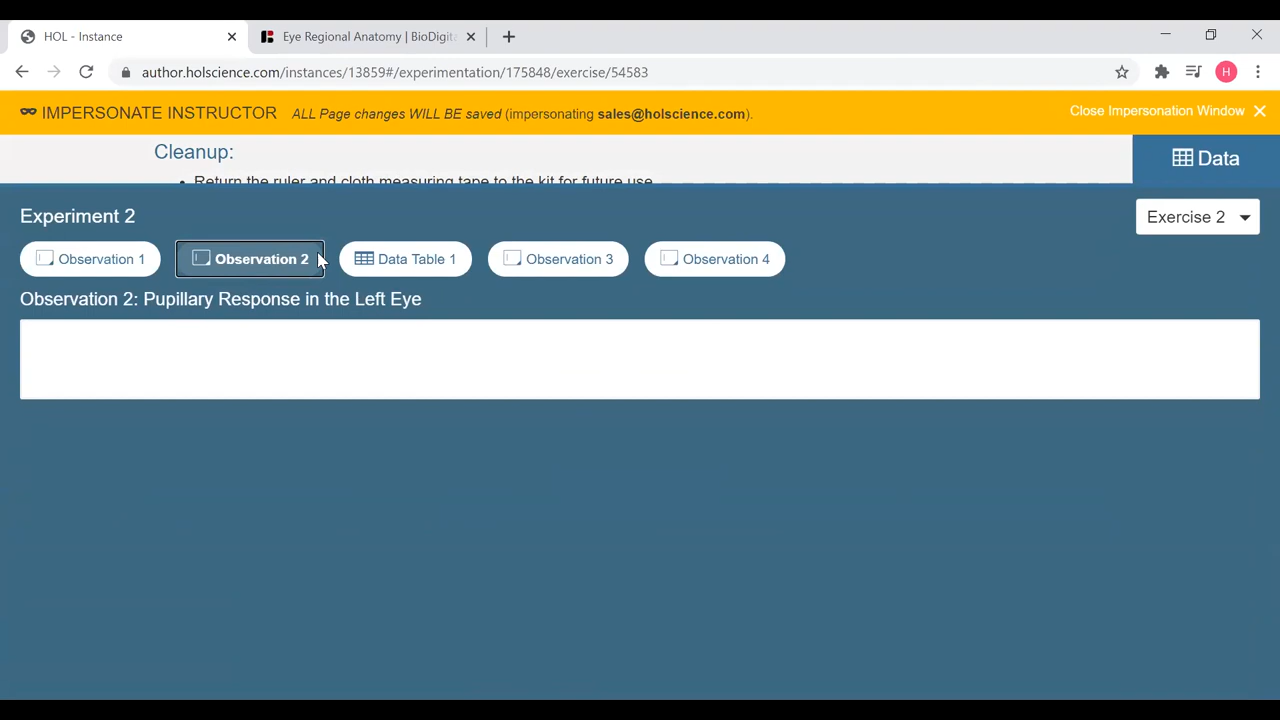 HOL - Instance
Eye Regional Anatomy | BioDigit
author.holscience.com/instances/13859#/experimentation/175848/exercise/54583
H
IMPERSONATE INSTRUCTOR ALL Page changes WILL BE saved (impersonating sales@holscience.com).
Close Impersonation Window
Cleanup:
Return the ruler and cloth measuring tape to the kit for future use
Data
Experiment 2
Exercise 2
Observation 1
Observation 2
Data Table 1
Observation 3
Observation 4
Observation 2: Pupillary Response in the Left Eye